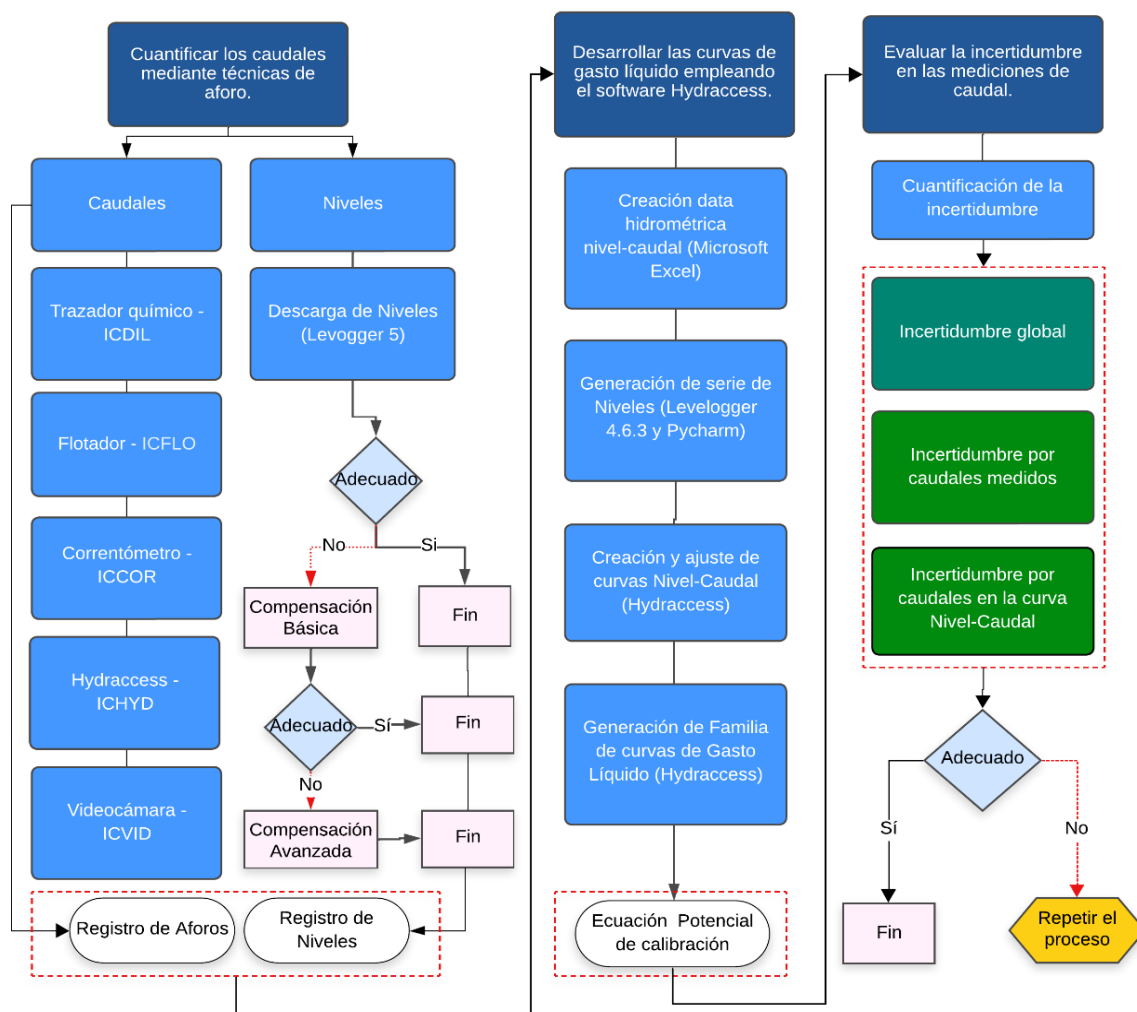 Cuantificar los caudales
mediante técnicas de
aforo.
Caudales
Niveles
Trazador químico -
ICDIL
Descarga de Niveles
(Levogger 5)
Flotador - ICFLO
Adecuado
No
Si
Correntómetro -
ICCOR
Compensación
Básica
Fin
Hydraccess -
ICHYD
Adecuado
Sí
Fin
No
Videocámara -
ICVID
Compensación
Avanzada
Fin
Registro de Aforos
Registro de
Niveles
Desarrollar las curvas de
gasto líquido empleando
el software Hydraccess.
Creación data
hidrométrica
nivel-caudal (Microsoft
Excel)
Generación de serie de
Niveles (Levelogger
4.6.3 y Pycharm)
Creación y ajuste de
curvas Nivel-Caudal
(Hydraccess)
Generación de Familia
de curvas de Gasto
Líquido (Hydraccess)
Ecuación Potencial
de calibración
Evaluar la incertidumbre
en las mediciones de
caudal.
Cuantificación de la
incertidumbre
Incertidumbre global
Incertidumbre por
caudales medidos
Incertidumbre por
caudales en la curva
Nivel-Caudal
Adecuado
Sí
No
Fin
Repetir el
proceso